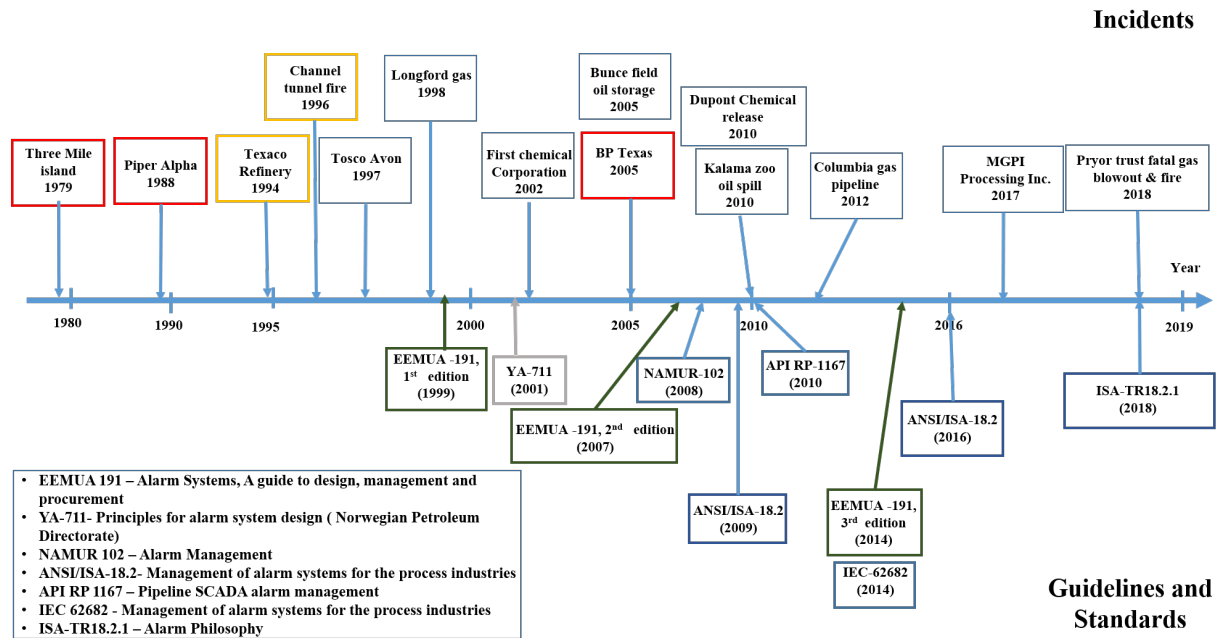 Incidents
Three Mile
island
1979
Piper Alpha
1988
Texaco
Refinery
1994
Channel
tunnel fire
1996
Tosco Avon
1997
Longford gas
1998
First chemical
Corporation
2002
Bunce field
oil storage
2005
BP Texas
2005
Dupont Chemical
release
2010
Kalama zoo
oil spill
2010
Columbia gas
pipeline
2012
MGPI
Processing Inc.
2017
Pryor trust fatal gas
blowout & fire
2018
Year
1980
1990
1995
2000
2005
2010
2016
2019
EEMUA -191,
1st edition
(1999)
YA-711
(2001)
EEMUA -191, 2nd edition
(2007)
NAMUR-102
(2008)
ANSI/ISA-18.2
(2009)
API RP-1167
(2010
EEMUA -191,
3rd edition
(2014)
IEC-62682
(2014)
ANSI/ISA-18.2
(2016)
ISA-TR18.2.1
(2018)
• EEMUA 191 – Alarm Systems, A guide to design, management and
procurement
• YA-711- Principles for alarm system design ( Norwegian Petroleum
Directorate)
• NAMUR 102 – Alarm Management
• ANSI/ISA-18.2- Management of alarm systems for the process industries
• API RP 1167 – Pipeline SCADA alarm management
• IEC 62682 - Management of alarm systems for the process industries
• ISA-TR18.2.1 – Alarm Philosophy
Guidelines and
Standards